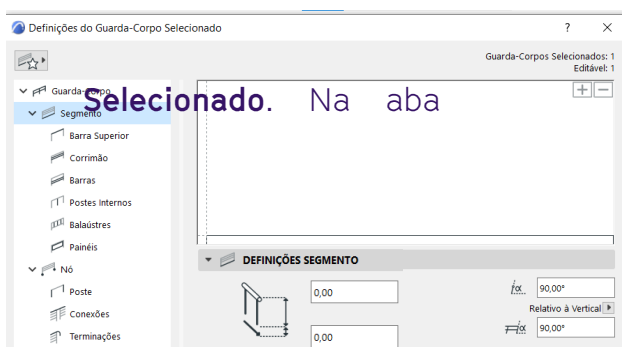 Definições do Guarda-Corpo Selecionado
? ×
Guarda-Corpos Selecionados: 1
Editável: 1
Guarda-Corpo
Selecionado. Na aba
Segmento
Barra Superior
Corrimão
Barras
Postes Internos
Balaústres
Painéis
Nó
Poste
Conexões
Terminações
DEFINIÇÕES SEGMENTO
0,00
α 90,00°
Relativo à Vertical
0,00
α 90,00°